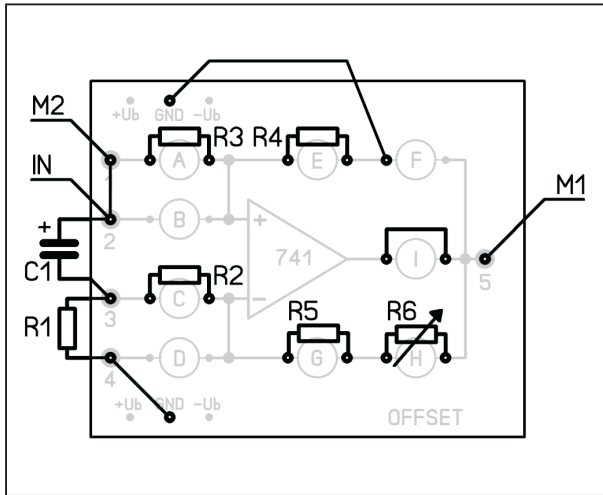 +Ub GND -Ub
M2
R3
R4
A
E
F
1
IN
M1
B
+
2
+
741
I
C1
5
R2
3
C
-
R5
R6
R1
G
H
D
4
+Ub GND -Ub
OFFSET